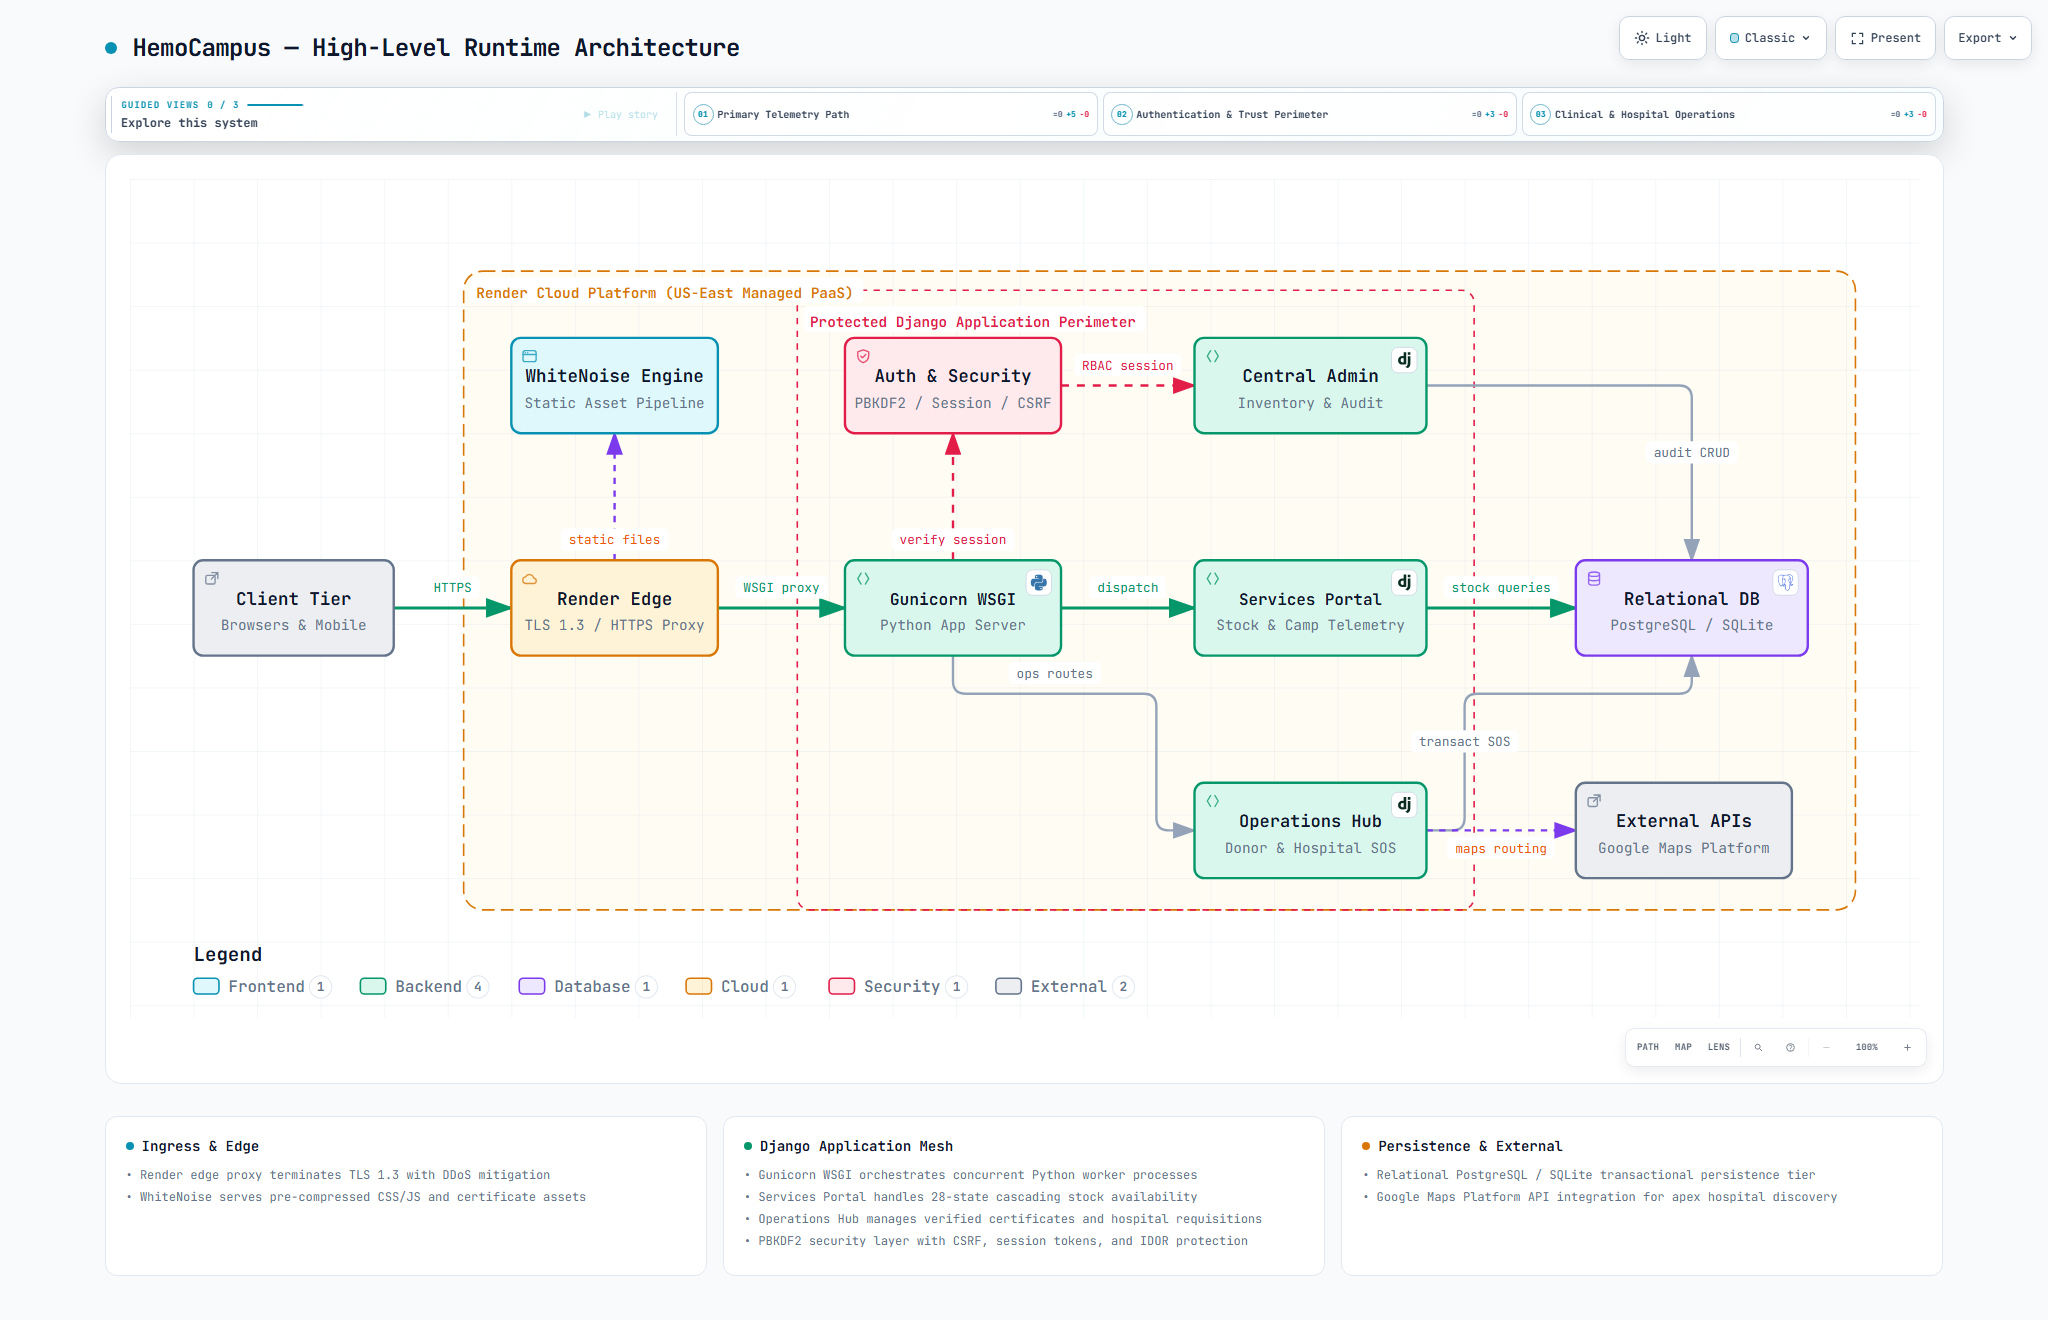 HemoCampus — High-Level Runtime Architecture
Light
Classic
Present
Export
GUIDED VIEWS 0 / 3
Explore this system
Play story
01 Primary Telemetry Path =0 +5 -0
02 Authentication & Trust Perimeter =0 +3 -0
03 Clinical & Hospital Operations =0 +3 -0
Render Cloud Platform (US-East Managed PaaS)
Protected Django Application Perimeter
WhiteNoise Engine
Static Asset Pipeline
Auth & Security
PBKDF2 / Session / CSRF
RBAC session
Central Admin
Inventory & Audit
dj
audit CRUD
static files
verify session
Client Tier
Browsers & Mobile
HTTPS
Render Edge
TLS 1.3 / HTTPS Proxy
WSGI proxy
Gunicorn WSGI
Python App Server
dispatch
Services Portal
Stock & Camp Telemetry
dj
stock queries
Relational DB
PostgreSQL / SQLite
ops routes
transact SOS
Operations Hub
Donor & Hospital SOS
dj
maps routing
External APIs
Google Maps Platform
Legend
Frontend 1
Backend 4
Database 1
Cloud 1
Security 1
External 2
PATH MAP LENS
100%
Ingress & Edge
• Render edge proxy terminates TLS 1.3 with DDoS mitigation
• WhiteNoise serves pre-compressed CSS/JS and certificate assets
Django Application Mesh
• Gunicorn WSGI orchestrates concurrent Python worker processes
• Services Portal handles 28-state cascading stock availability
• Operations Hub manages verified certificates and hospital requisitions
• PBKDF2 security layer with CSRF, session tokens, and IDOR protection
Persistence & External
• Relational PostgreSQL / SQLite transactional persistence tier
• Google Maps Platform API integration for apex hospital discovery